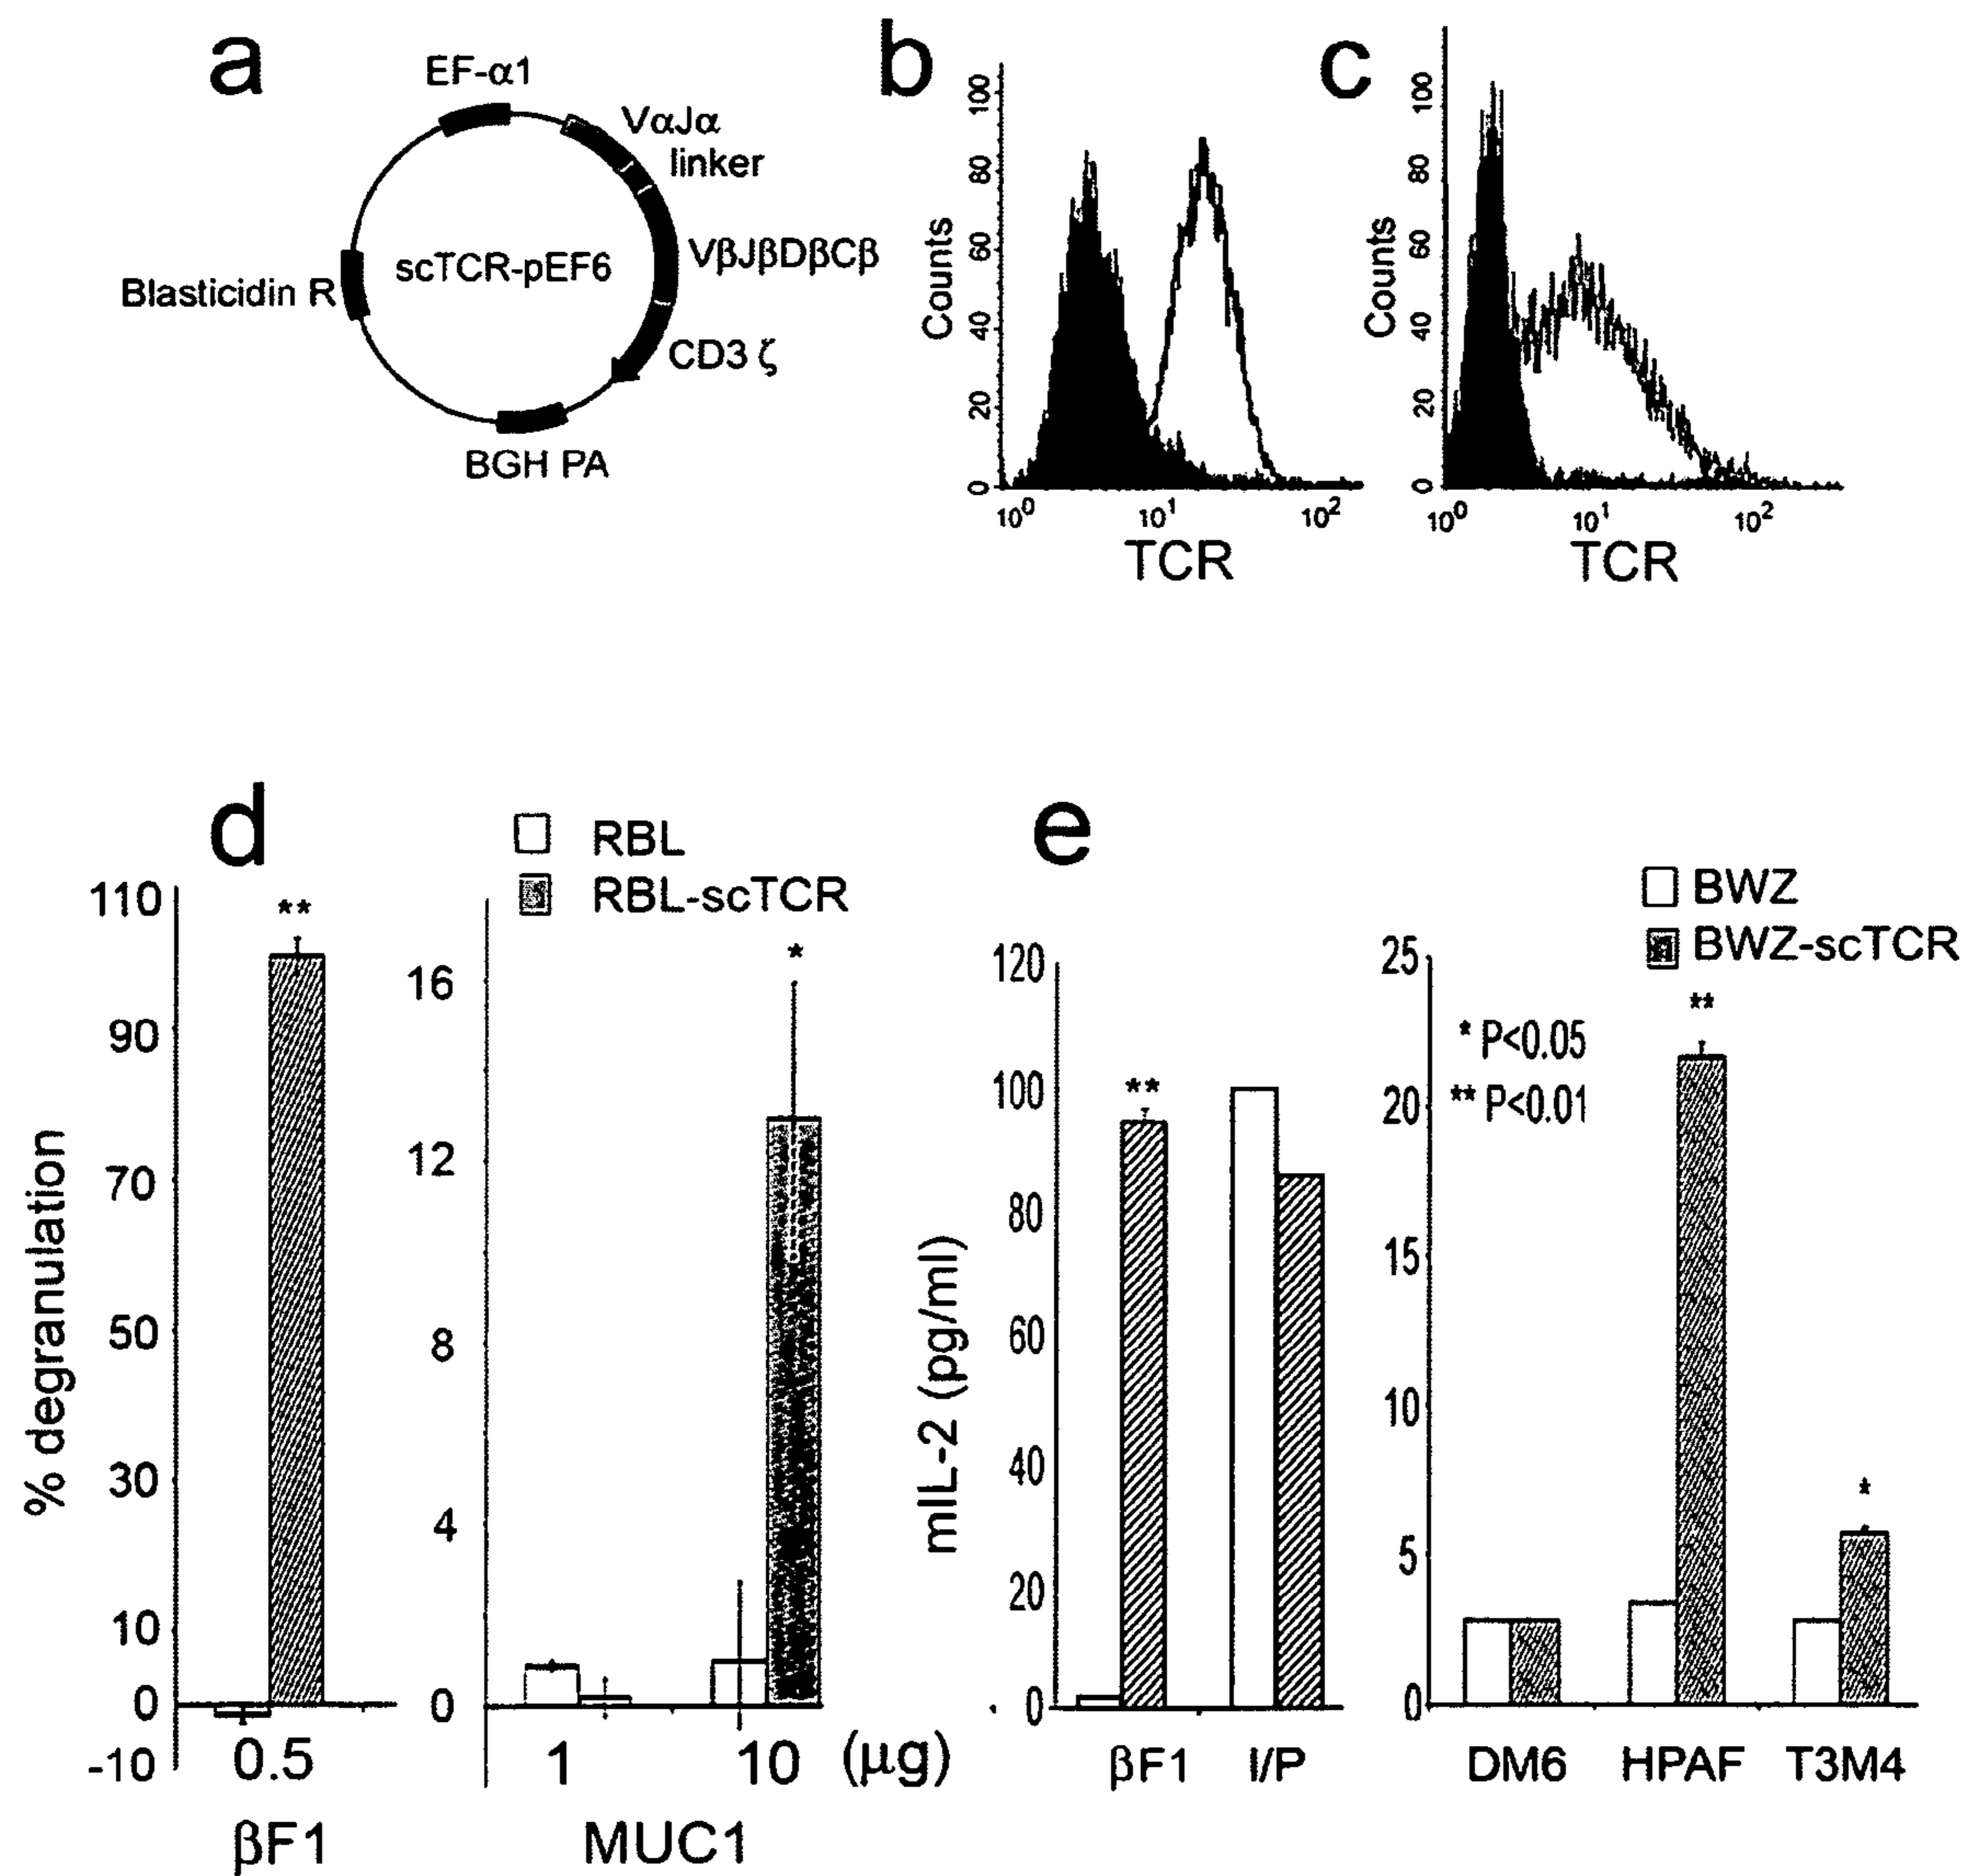 a
EF-α1
VαJα
linker
VβJβDβCβ
scTCR-pEF6
Blasticidin R
CD3 ζ
BGH PA
b
Counts
100
80
60
40
20
0
10⁰ 10¹ 10²
TCR
c
Counts
100
80
60
40
20
0
10⁰ 10¹ 10²
TCR
d
RBL
RBL-scTCR
% degranulation
110
90
70
50
30
10
0
-10
**
0.5
βF1
16
12
8
4
0
*
1 10 (μg)
MUC1
e
BWZ
BWZ-scTCR
mIL-2 (pg/ml)
120
100
80
60
40
20
0
**
βF1 I/P
25
20
15
10
5
0
* P<0.05
** P<0.01
**
*
DM6 HPAF T3M4